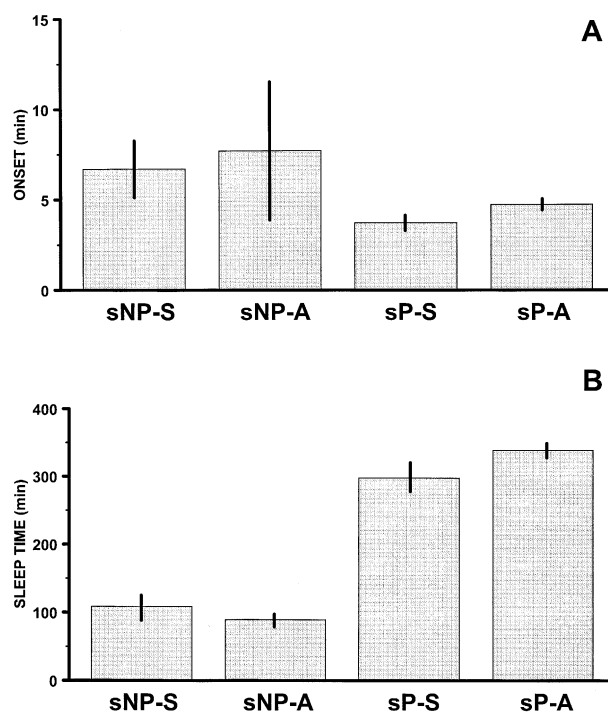 A
15
10
5
0
ONSET (min)
sNP-S sNP-A sP-S sP-A
B
400
300
200
100
0
SLEEP TIME (min)
sNP-S sNP-A sP-S sP-A